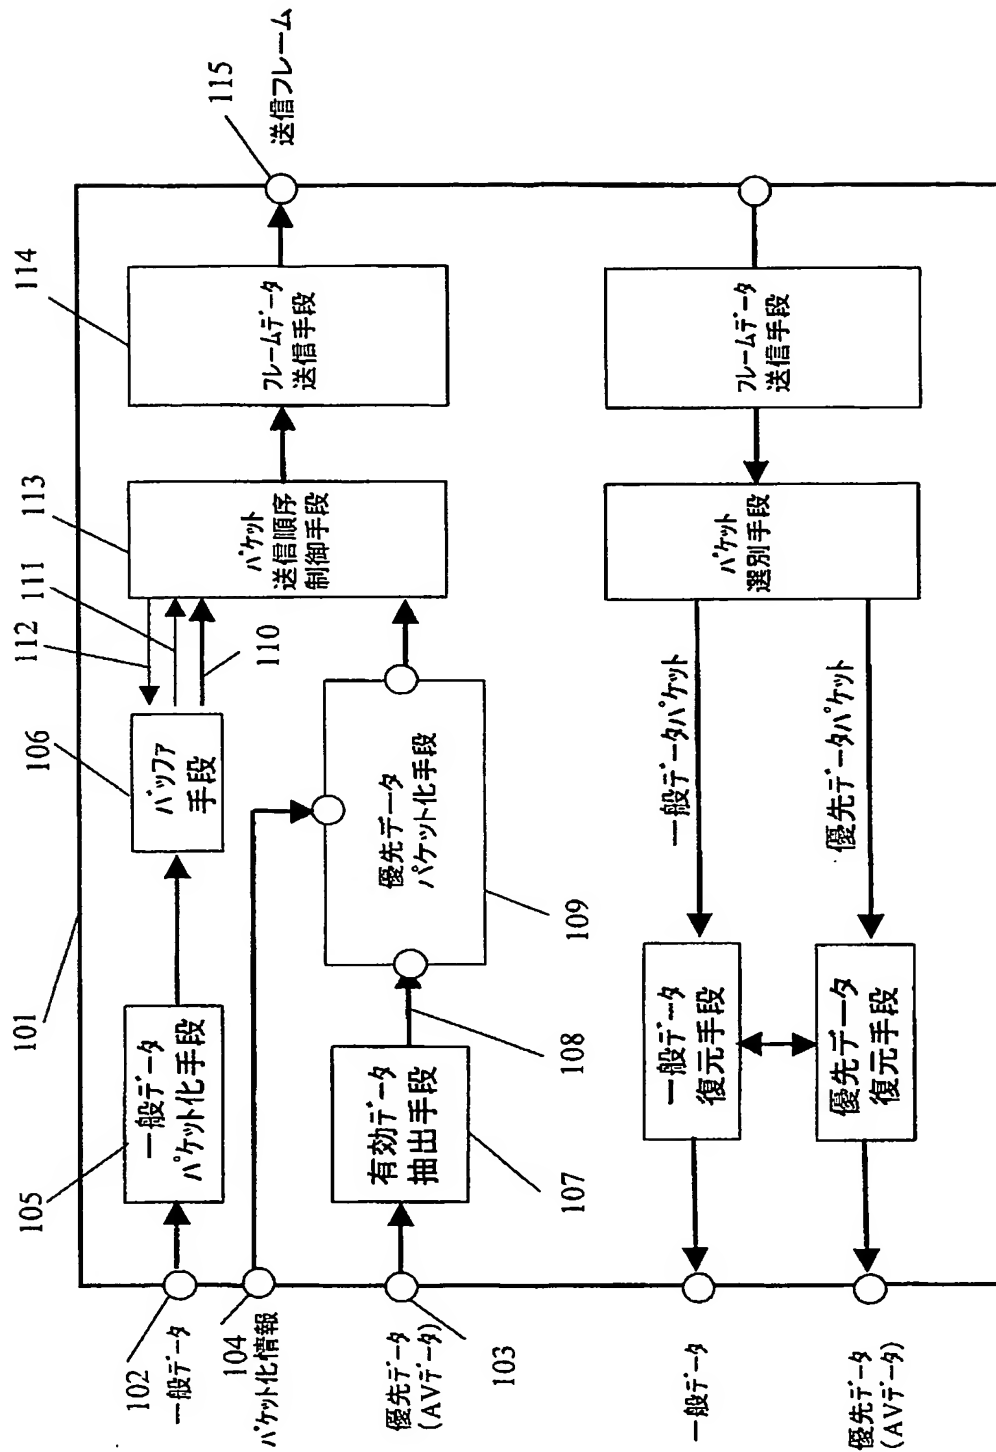 101
102
一般データ
105
一般データ
パケット化手段
106
バッファ
手段
112
111
110
113
パケット
送信順序
制御手段
114
フレームデータ
送信手段
115
送信フレーム
104
パケット化情報
優先データ
(AVデータ)
103
有効データ
抽出手段
107
108
優先データ
パケット化手段
109
フレームデータ
送信手段
パケット
選別手段
一般データパケット
優先データパケット
一般データ
復元手段
優先データ
復元手段
一般データ
優先データ
(AVデータ)